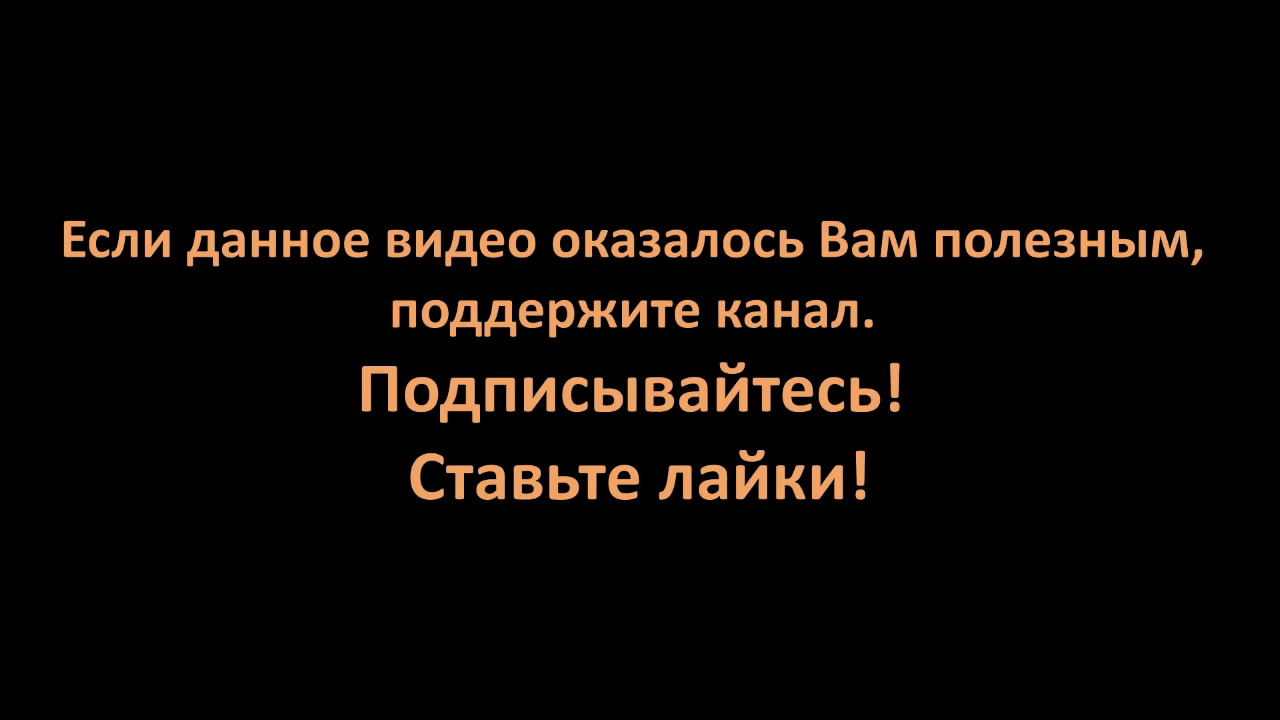 Если данное видео оказалось Вам полезным,
поддержите канал.
Подписывайтесь!
Ставьте лайки!